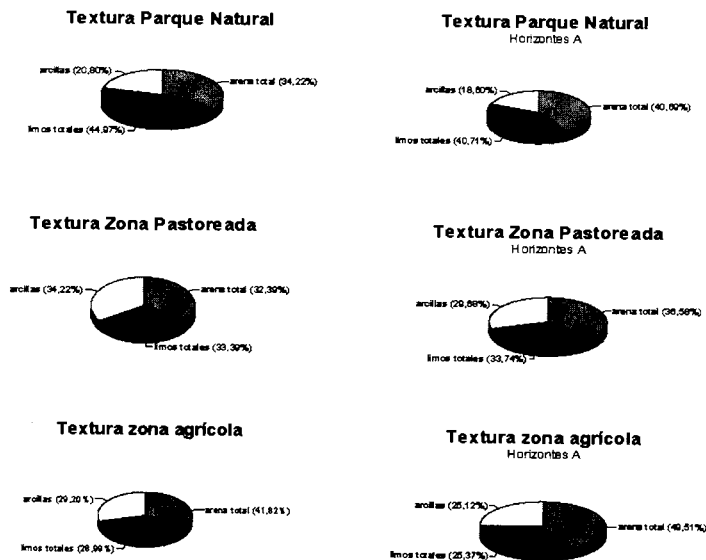 Textura Parque Natural
arcillas (20,80%)
arena total (34,22%)
limos totales (44,97%)
Textura Parque Natural
Horizontes A
arcillas (18,60%)
arena total (40,69%)
limos totales (40,71%)
Textura Zona Pastoreada
arcillas (34,22%)
arena total (32,39%)
limos totales (33,39%)
Textura Zona Pastoreada
Horizontes A
arcillas (29,68%)
arena total (36,58%)
limos totales (33,74%)
Textura zona agrícola
arcillas (29,20%)
arena total (41,82%)
limos totales (28,99%)
Textura zona agrícola
Horizontes A
arcillas (25,12%)
arena total (49,51%)
limos totales (25,37%)